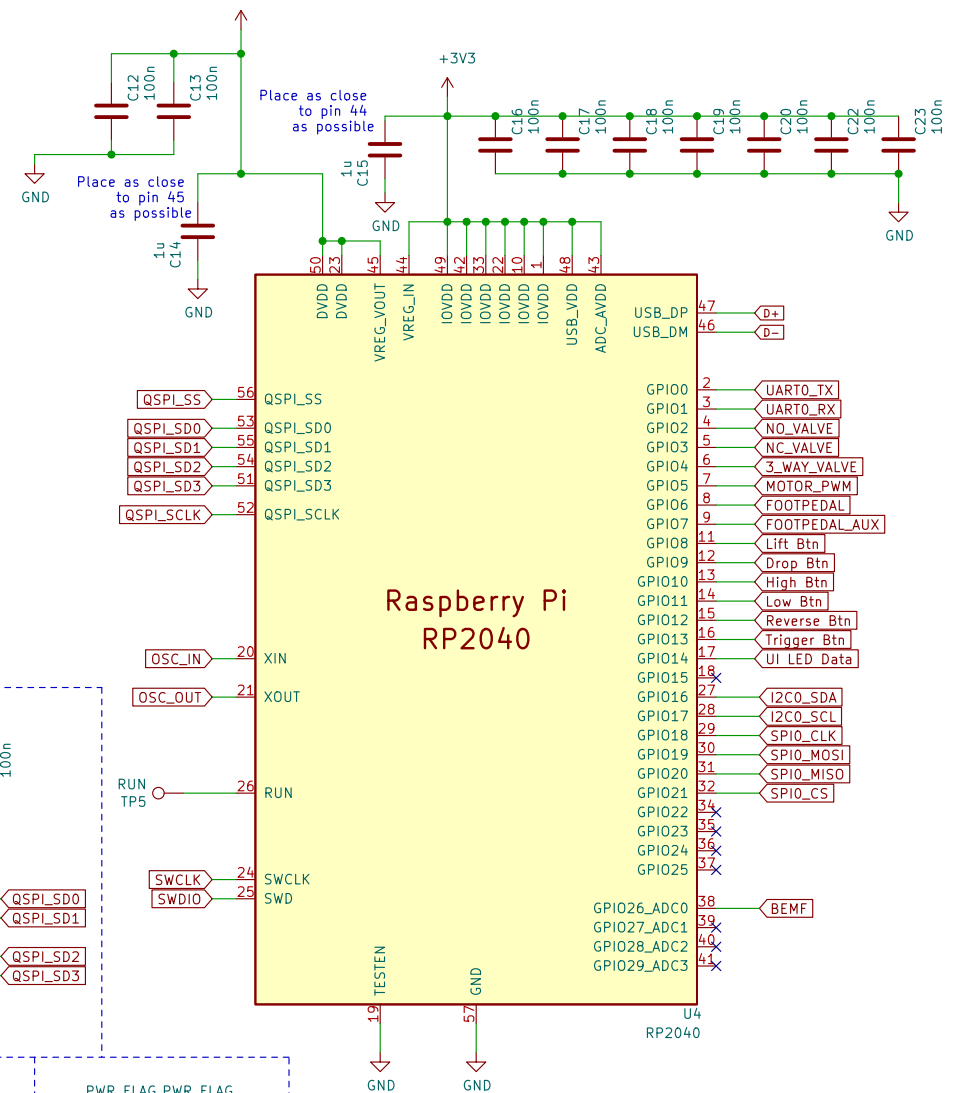 +3V3
C12
100n
C13
100n
Place as close
to pin 44
as possible
1u
C15
GND
C16
100n
C17
100n
C18
100n
C19
100n
C20
100n
C22
100n
C23
100n
GND
GND
Place as close
to pin 45
as possible
1u
C14
GND
50
23
45
44
49
42
33
22
10
1
48
43
DVDD
DVDD
VREG_VOUT
VREG_IN
IOVDD
IOVDD
IOVDD
IOVDD
IOVDD
IOVDD
USB_VDD
ADC_AVDD
USB_DP 47 D+
USB_DM 46 D-
QSPI_SS 56 QSPI_SS
QSPI_SD0 53 QSPI_SD0
QSPI_SD1 55 QSPI_SD1
QSPI_SD2 54 QSPI_SD2
QSPI_SD3 51 QSPI_SD3
QSPI_SCLK 52 QSPI_SCLK
GPIO0 2 UART0_TX
GPIO1 3 UART0_RX
GPIO2 4 NO_VALVE
GPIO3 5 NC_VALVE
GPIO4 6 3_WAY_VALVE
GPIO5 7 MOTOR_PWM
GPIO6 8 FOOTPEDAL
GPIO7 9 FOOTPEDAL_AUX
GPIO8 11 Lift Btn
GPIO9 12 Drop Btn
GPIO10 13 High Btn
GPIO11 14 Low Btn
GPIO12 15 Reverse Btn
GPIO13 16 Trigger Btn
GPIO14 17 UI LED Data
GPIO15 18
GPIO16 27 I2C0_SDA
GPIO17 28 I2C0_SCL
GPIO18 29 SPI0_CLK
GPIO19 30 SPI0_MOSI
GPIO20 31 SPI0_MISO
GPIO21 32 SPI0_CS
GPIO22 34
GPIO23 35
GPIO24 36
GPIO25 37
GPIO26_ADC0 38 BEMF
GPIO27_ADC1 39
GPIO28_ADC2 40
GPIO29_ADC3 41
Raspberry Pi
RP2040
OSC_IN 20 XIN
OSC_OUT 21 XOUT
RUN
TP5
26 RUN
SWCLK 24 SWCLK
SWDIO 25 SWD
100n
QSPI_SD0
QSPI_SD1
QSPI_SD2
QSPI_SD3
TESTEN
GND
19
57
U4
RP2040
GND
GND
PWR_FLAG PWR_FLAG